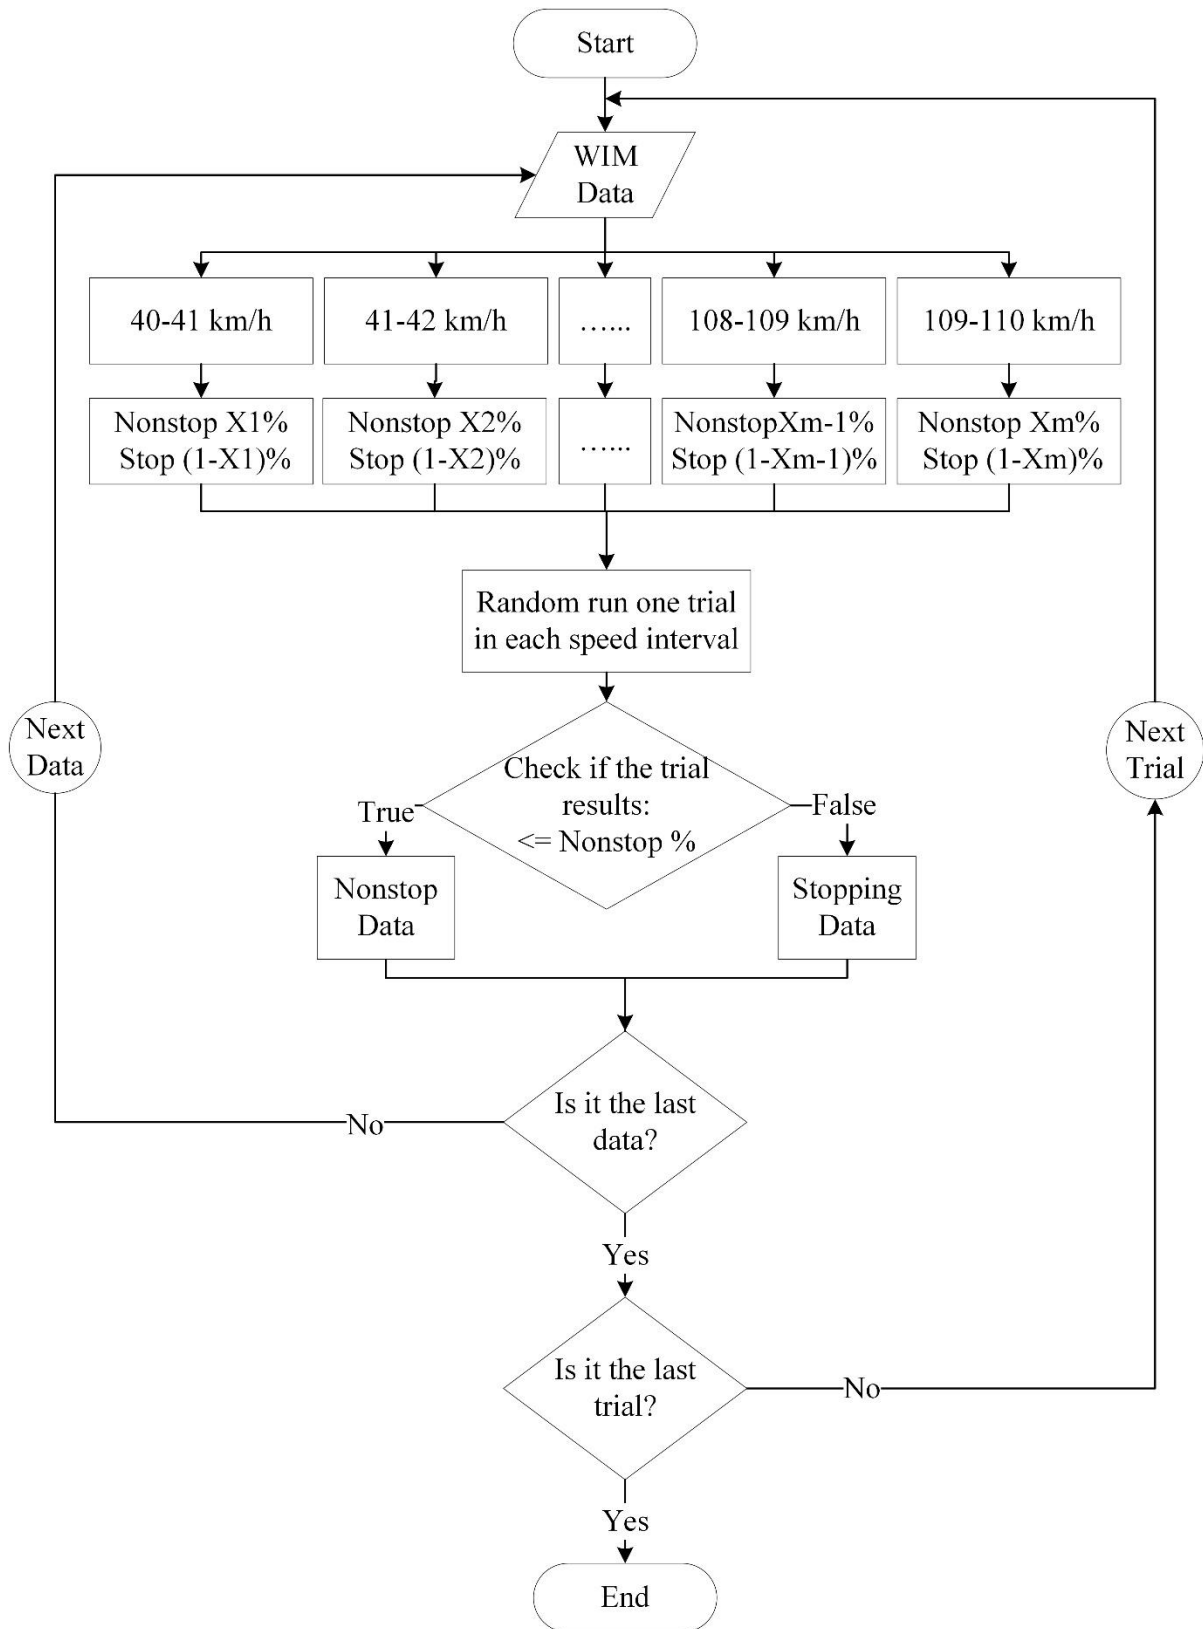 Start
WIM
Data
40-41 km/h
41-42 km/h
…...
108-109 km/h
109-110 km/h
Nonstop X1%
Stop (1-X1)%
Nonstop X2%
Stop (1-X2)%
…...
NonstopXm-1%
Stop (1-Xm-1)%
Nonstop Xm%
Stop (1-Xm)%
Random run one trial
in each speed interval
Next
Data
Next
Trial
Check if the trial
results:
<= Nonstop %
True
False
Nonstop
Data
Stopping
Data
Is it the last
data?
No
Yes
Is it the last
trial?
No
Yes
End